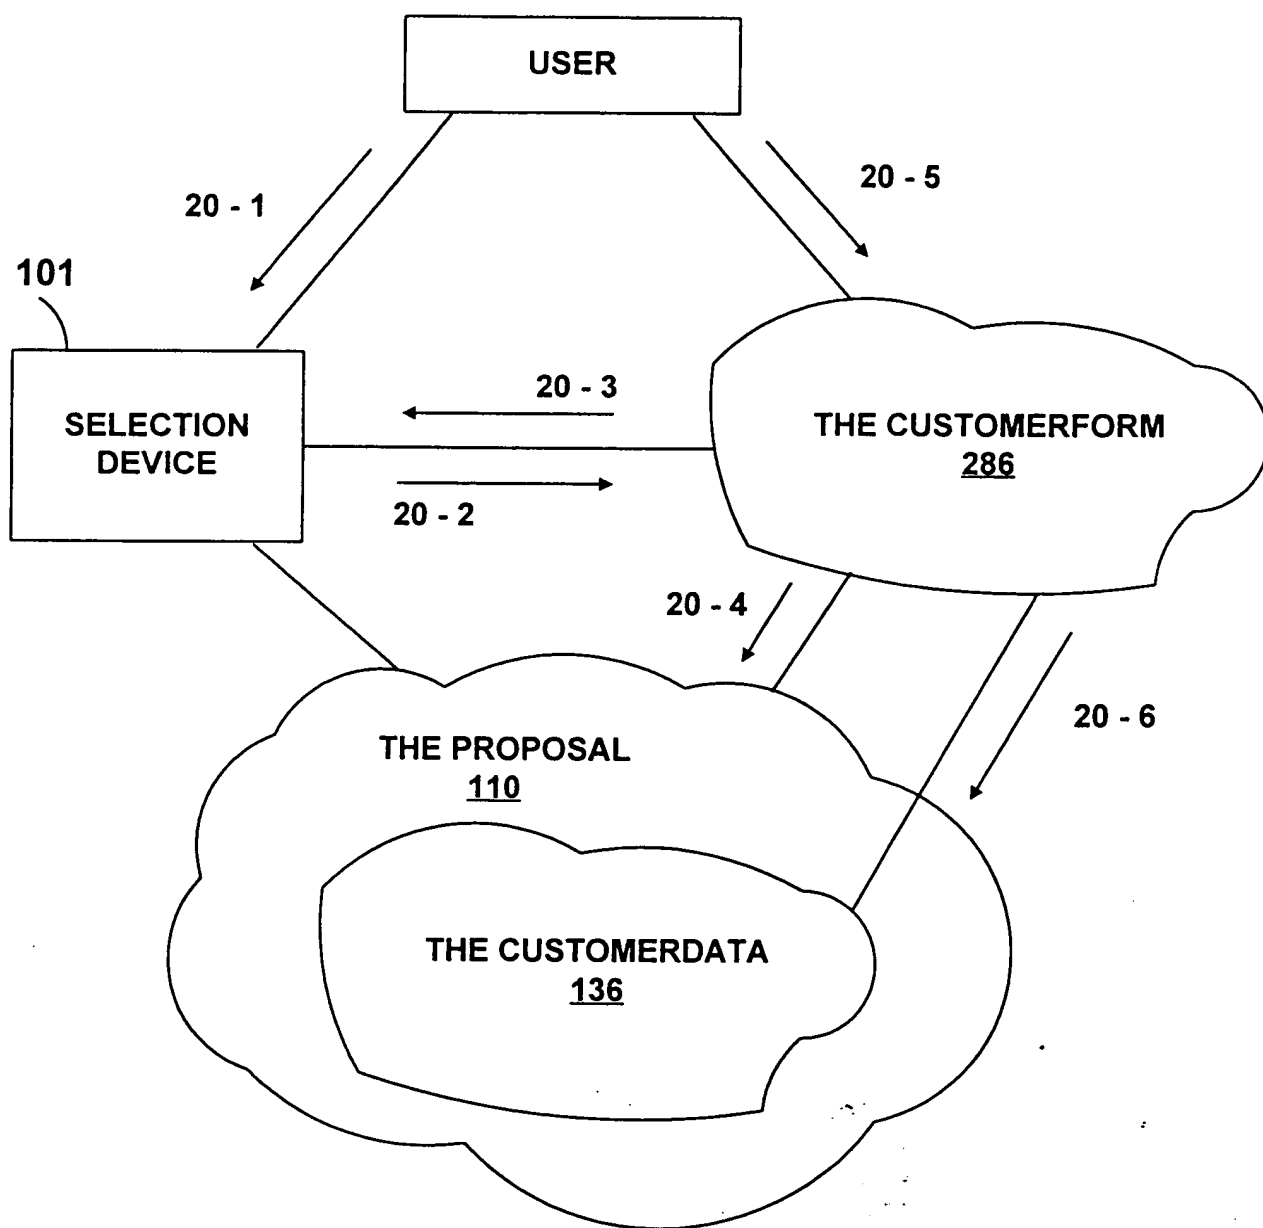 USER
20 - 1
20 - 5
101
20 - 3
SELECTION
DEVICE
THE CUSTOMERFORM
286
20 - 2
20 - 4
20 - 6
THE PROPOSAL
110
THE CUSTOMERDATA
136